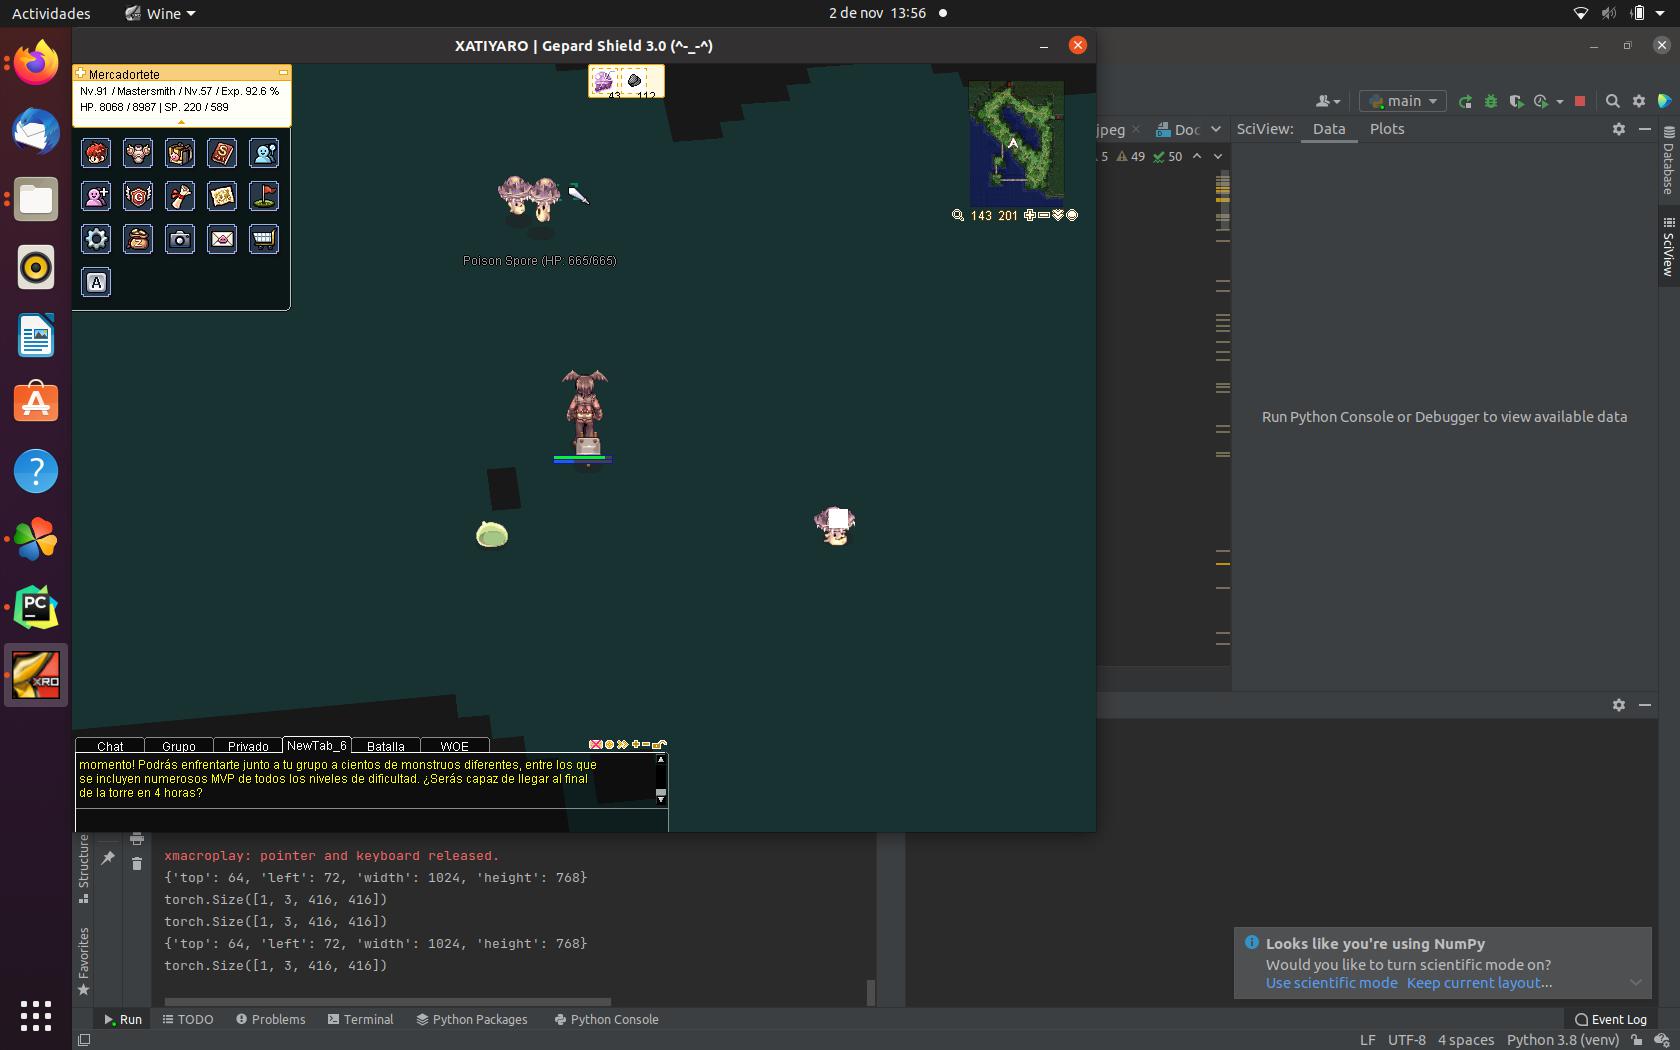 Actividades
Wine
2 de nov 13:56
XATIYARO | Gepard Shield 3.0 (^-_-^)
Mercadortete
Nv.91 / Mastersmith / Nv.57 / Exp. 92.6 %
HP. 8068 / 8987 | SP. 220 / 589
43
112
A
143 201
Poison Spore (HP: 665/665)
main
jpeg
Doc
SciView:
Data
Plots
5
49
50
Database
SciView
Run Python Console or Debugger to view available data
PC
XRO
Chat
Grupo
Privado
NewTab_6
Batalla
WOE
momento! Podrás enfrentarte junto a tu grupo a cientos de monstruos diferentes, entre los que
se incluyen numerosos MVP de todos los niveles de dificultad. ¿Serás capaz de llegar al final
de la torre en 4 horas?
Structure
Favorites
xmacroplay: pointer and keyboard released.
{'top': 64, 'left': 72, 'width': 1024, 'height': 768}
torch.Size([1, 3, 416, 416])
torch.Size([1, 3, 416, 416])
{'top': 64, 'left': 72, 'width': 1024, 'height': 768}
torch.Size([1, 3, 416, 416])
Looks like you're using NumPy
Would you like to turn scientific mode on?
Use scientific mode Keep current layout...
Run
TODO
Problems
Terminal
Python Packages
Python Console
Event Log
LF
UTF-8
4 spaces
Python 3.8 (venv)